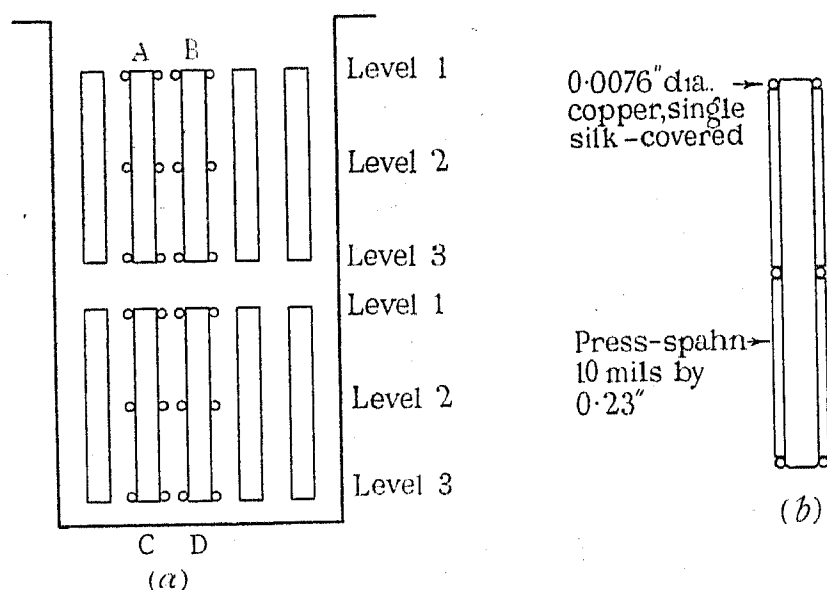 A B
Level 1
Level 2
Level 3
Level 1
Level 2
Level 3
C D
(a)
0·0076" dia.
copper, single
silk-covered
Press-spahn
10 mils by
0·23"
(b)